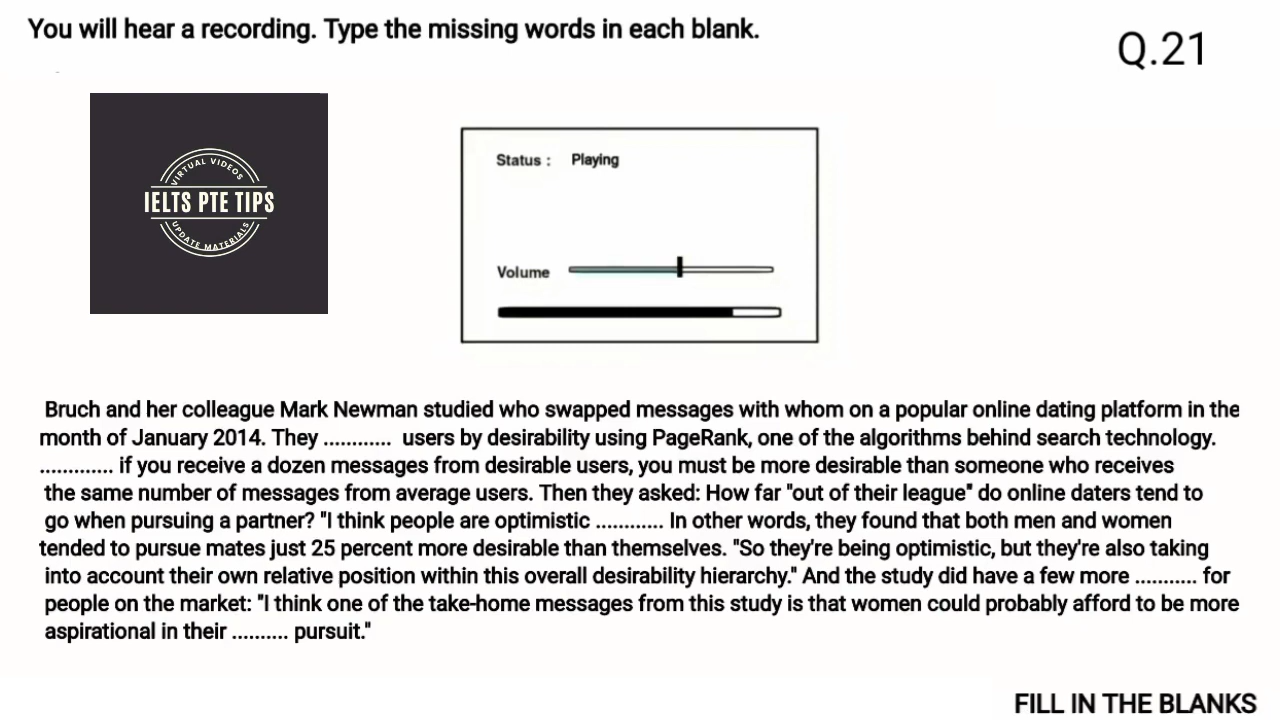 You will hear a recording. Type the missing words in each blank.
Q.21
VIRTUAL VIDEOS
IELTS PTE TIPS
UPDATE MATERIALS
Status : Playing
Volume
Bruch and her colleague Mark Newman studied who swapped messages with whom on a popular online dating platform in the
month of January 2014. They ............ users by desirability using PageRank, one of the algorithms behind search technology.
............. if you receive a dozen messages from desirable users, you must be more desirable than someone who receives
the same number of messages from average users. Then they asked: How far "out of their league" do online daters tend to
go when pursuing a partner? "I think people are optimistic ............ In other words, they found that both men and women
tended to pursue mates just 25 percent more desirable than themselves. "So they're being optimistic, but they're also taking
into account their own relative position within this overall desirability hierarchy." And the study did have a few more ........... for
people on the market: "I think one of the take-home messages from this study is that women could probably afford to be more
aspirational in their .......... pursuit."
FILL IN THE BLANKS